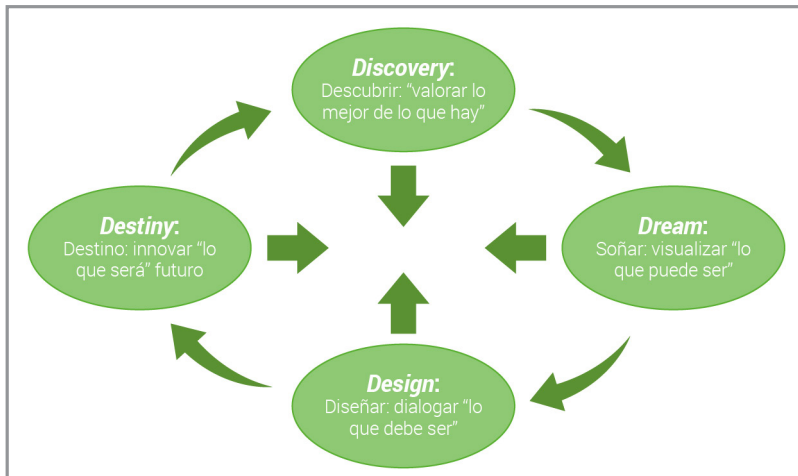 Discovery:
Descubrir: “valorar lo
mejor de lo que hay”
Destiny:
Destino: innovar “lo
que será” futuro
Dream:
Soñar: visualizar “lo
que puede ser”
Design:
Diseñar: dialogar “lo
que debe ser”